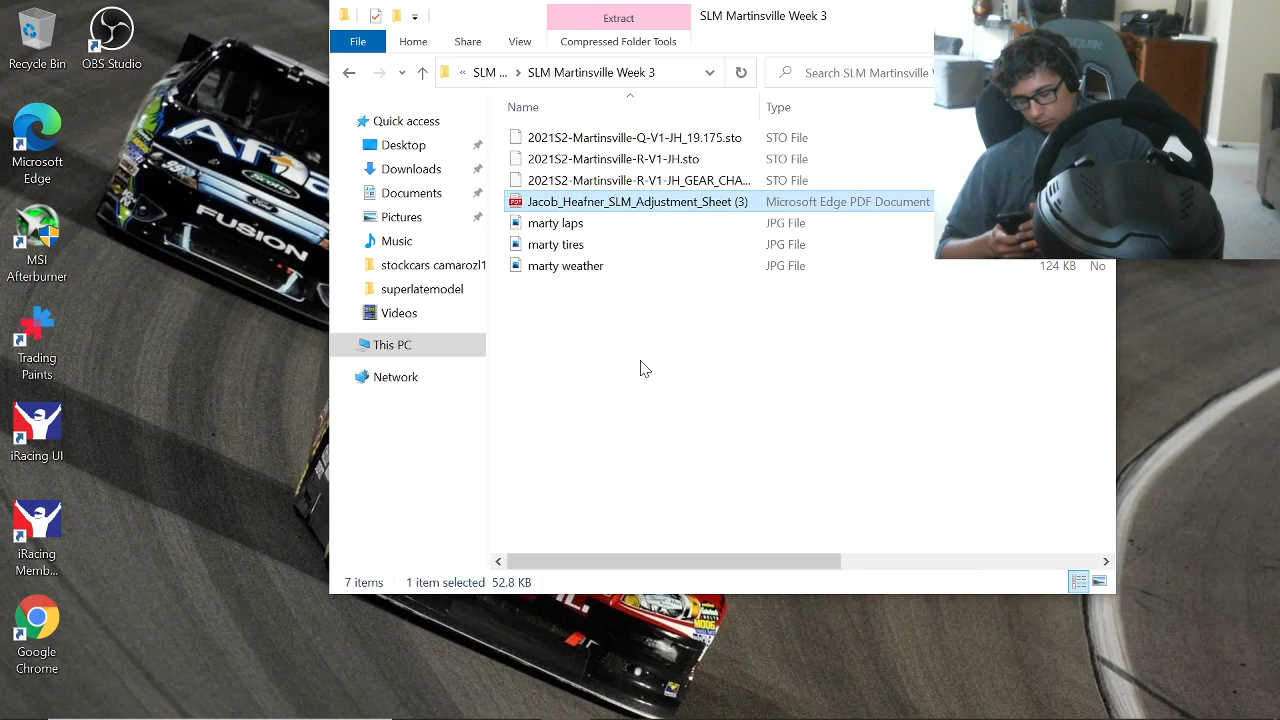 Recycle Bin
OBS Studio
Microsoft
Edge
MSI
Afterburner
Trading
Paints
iRacing UI
iRacing
Memb...
Google
Chrome
FUSION
Scott's
99
Extract
SLM Martinsville Week 3
File
Home
Share
View
Compressed Folder Tools
« SLM ... › SLM Martinsville Week 3
Search SLM Martinsville
Name
Type
Quick access
Desktop
Downloads
Documents
Pictures
Music
stockcars camarozl1
superlatemodel
Videos
This PC
Network
2021S2-Martinsville-Q-V1-JH_19.175.sto
STO File
2021S2-Martinsville-R-V1-JH.sto
STO File
2021S2-Martinsville-R-V1-JH_GEAR_CHA...
STO File
PDF
Jacob_Heafner_SLM_Adjustment_Sheet (3)
Microsoft Edge PDF Document
marty laps
JPG File
marty tires
JPG File
marty weather
JPG File
124 KB
No
7 items
1 item selected
52.8 KB